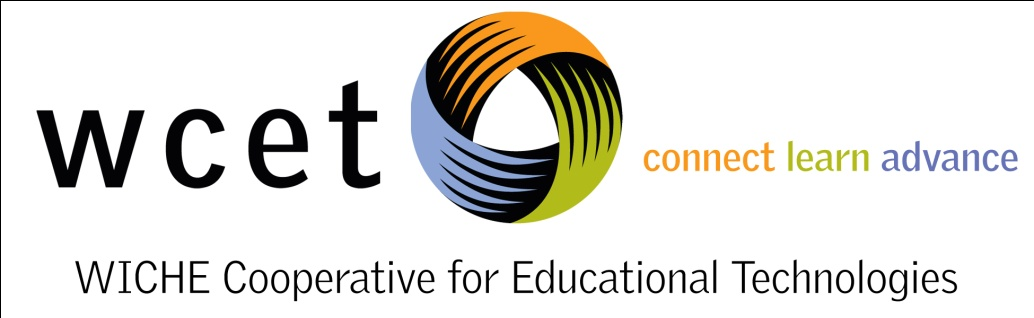 wcet
connect learn advance
WICHE Cooperative for Educational Technologies